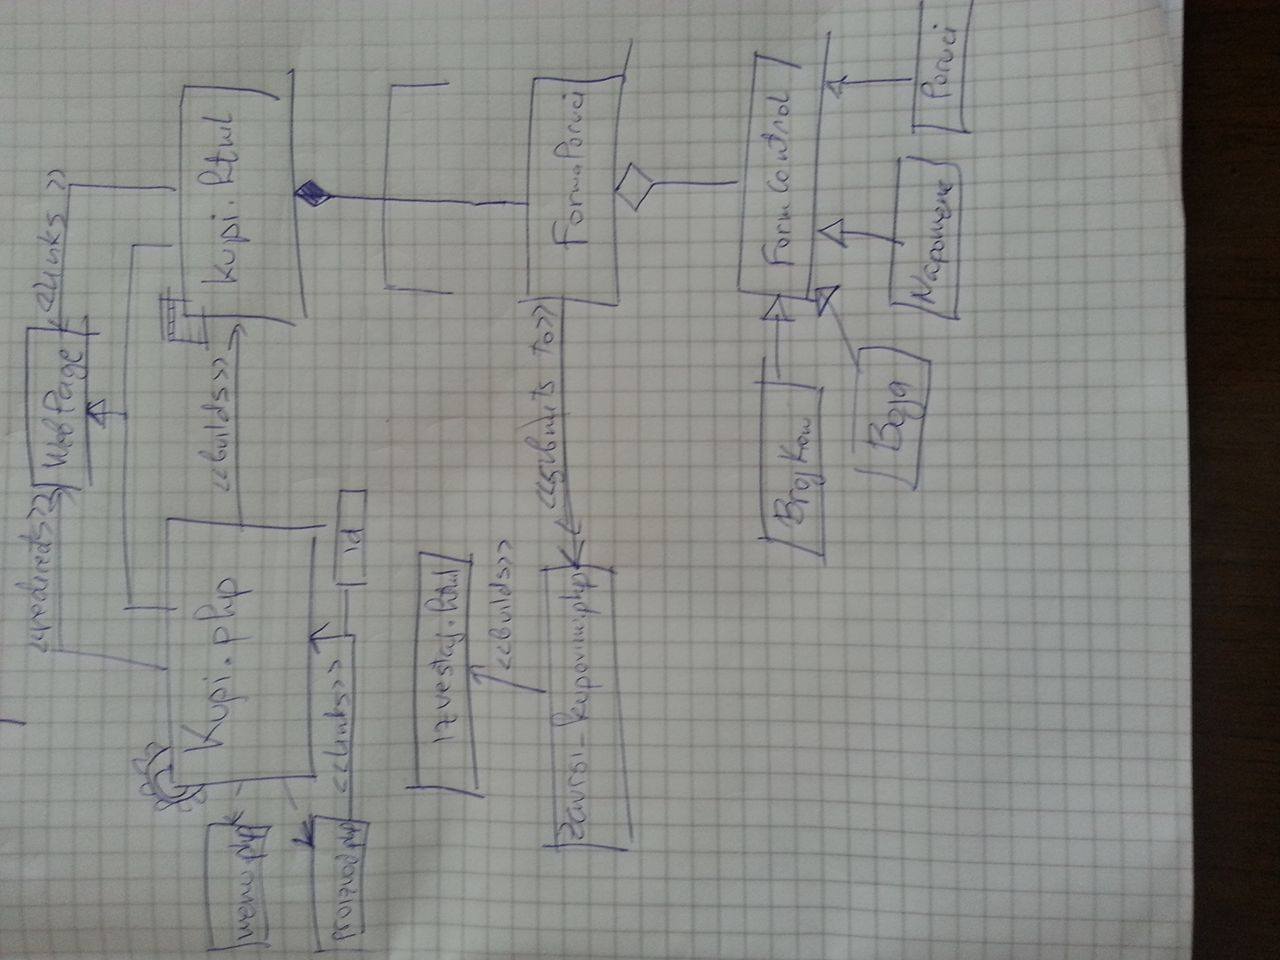 <<redirects>>
WebPage
<<links>>
Kupi.php
<<builds>>
Kupi.html
menu.php
proizvod.php
<<links>>
id
izvestaj.html
<<builds>>
zavrsi_kupovinu.php
<<submits to>>
FormaPoruci
BrojKom
FormControl
Boja
Napomene
Poruci